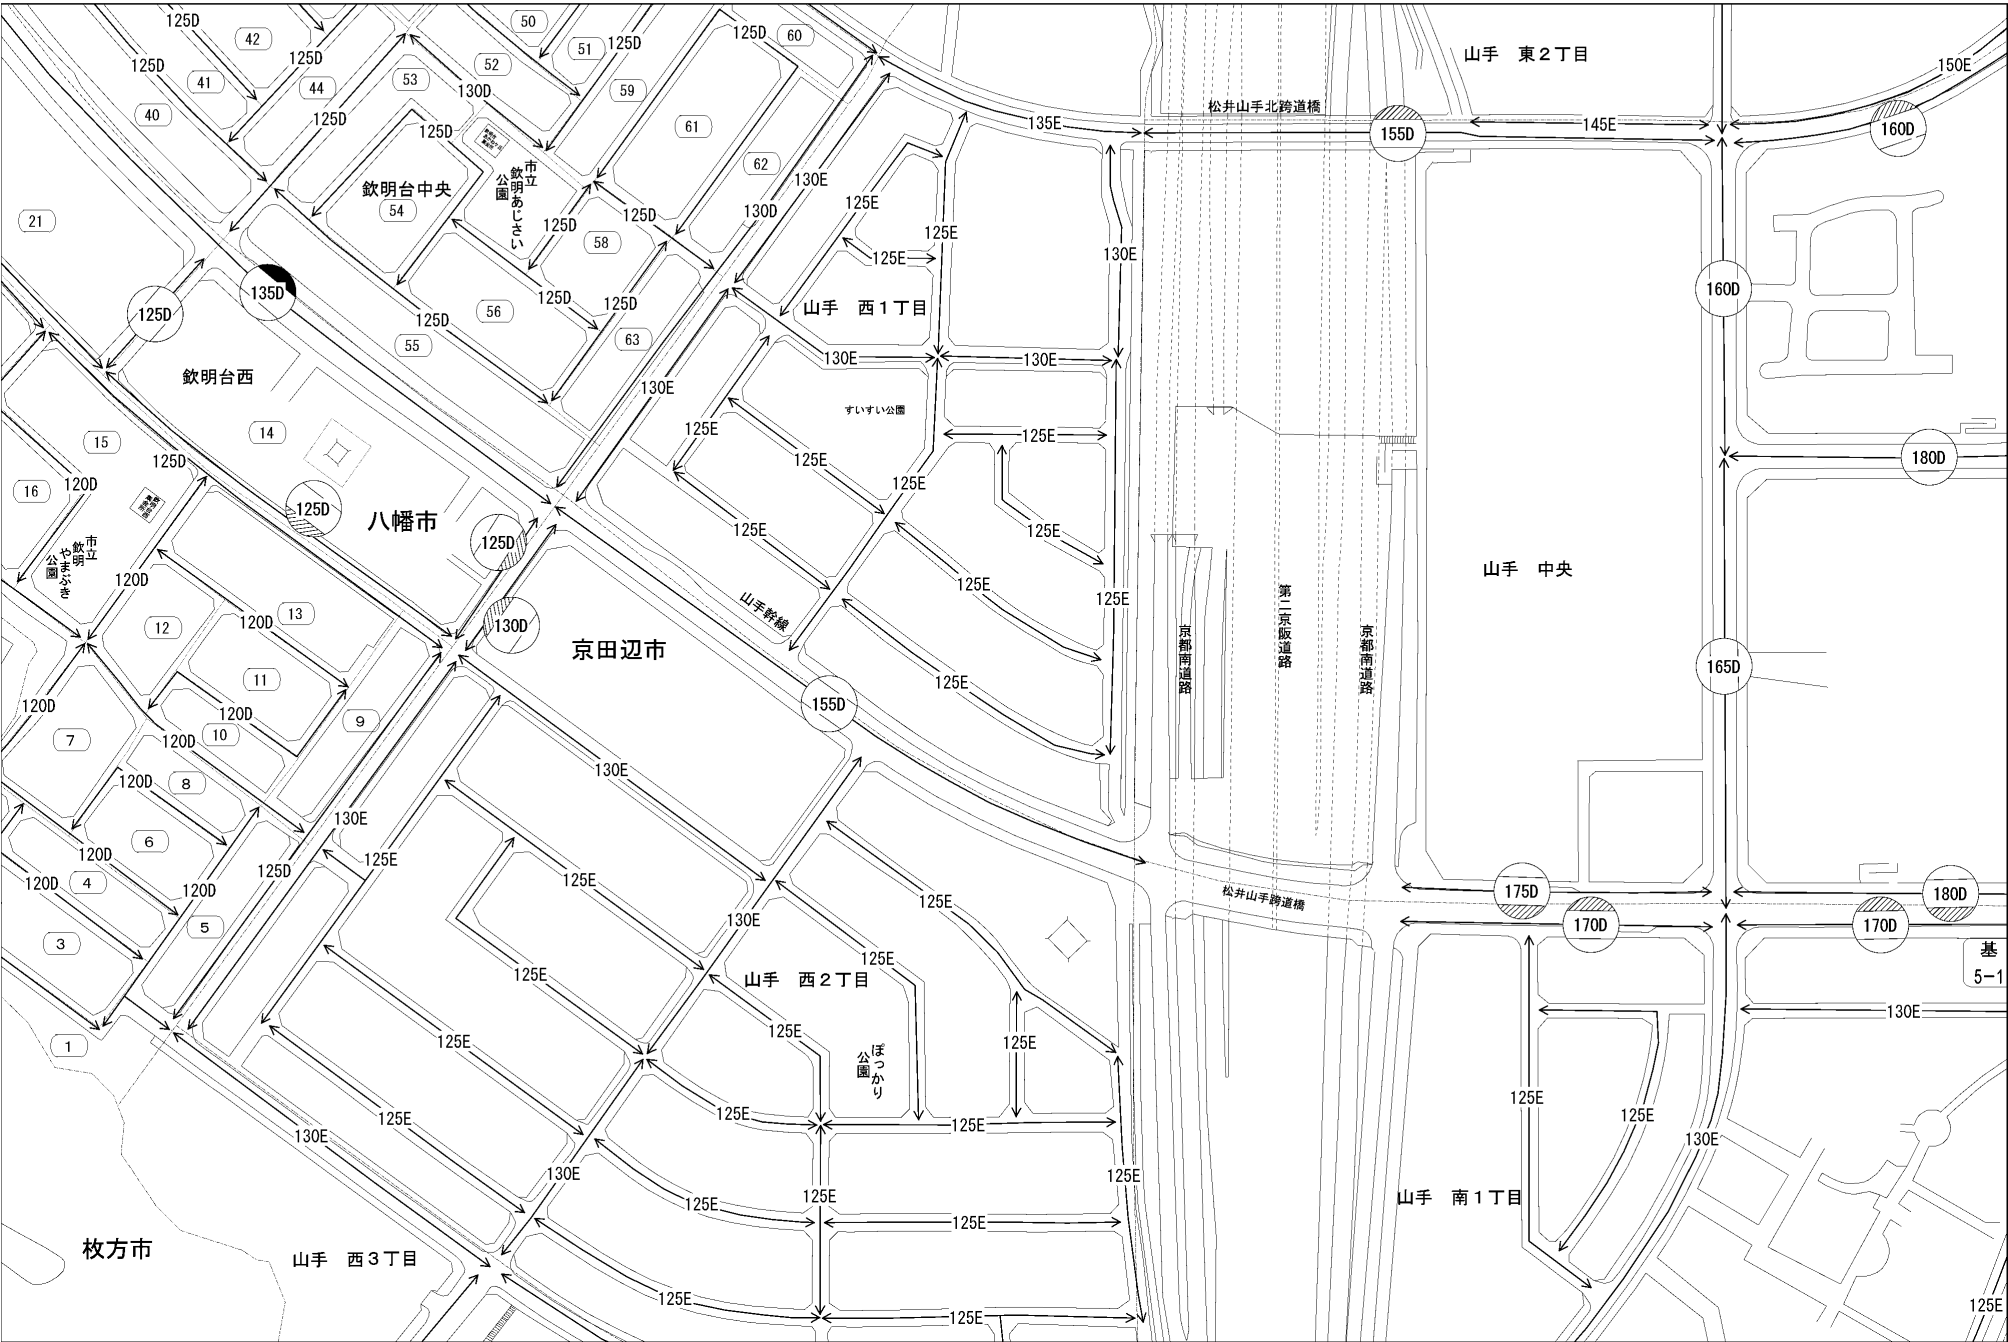 50
125D
60
42
125D
51
125D
125D
52
山手　東２丁目
125D
53
150E
41
44
130D
59
40
松井山手北跨道橋
135E
145E
125D
125D
61
155D
160D
62
市立
欽明あじさい
公園
130E
欽明台中央
54
125E
21
130D
125D
125D
58
125E
130E
125E
135D
125D
160D
125D
125D
56
山手　西１丁目
125D
63
55
130E
130E
欽明台西
130E
すいすい公園
14
125E
125E
15
125D
125E
180D
120D
16
125E
125D
八幡市
125E
125E
市立
欽明
やまぶき
公園
125D
山手　中央
120D
125E
第二京阪道路
125E
山手幹線
13
12
120D
130D
京都南道路
京都南道路
京田辺市
165D
11
125E
120D
120D
155D
9
10
7
120D
130E
120D
8
130E
6
120D
125E
4
120D
120D
125D
125E
175D
180D
松井山手跨道橋
125E
130E
170D
170D
5
3
125E
125E
基
5-1
山手　西２丁目
130E
125E
125E
125E
1
ぽっかり
公園
125E
125E
125E
125E
125E
130E
130E
130E
125E
125E
125E
山手　南１丁目
125E
枚方市
山手　西３丁目
125E
125E
125E